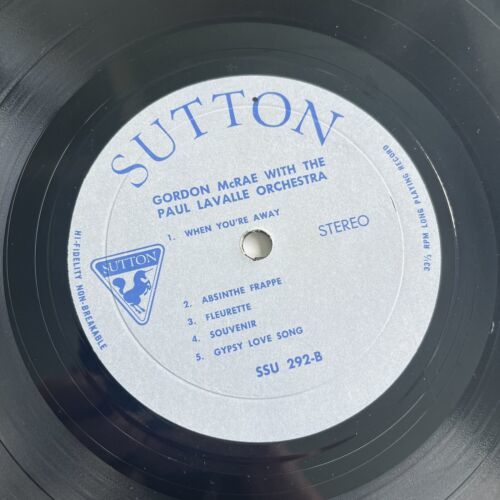 SUTTON
GORDON McRAE WITH THE
PAUL LAVALLE ORCHESTRA
1. WHEN YOU'RE AWAY
STEREO
SUTTON
2. ABSINTHE FRAPPE
3. FLEURETTE
4. SOUVENIR
5. GYPSY LOVE SONG
SSU 292-B
HI-FIDELITY NON-BREAKABLE
33⅓ RPM LONG PLAYING RECORD